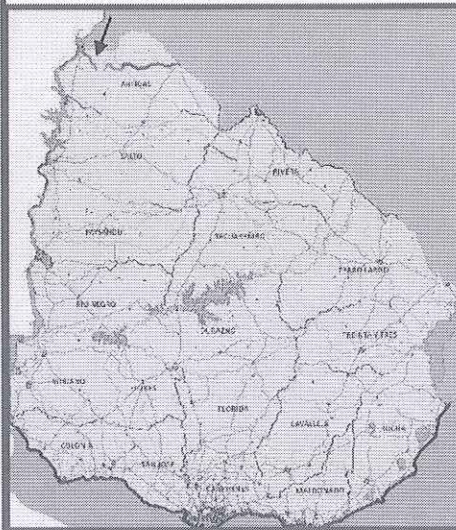 ARTIGAS
SALTO
RIVERA
PAYSANDU
TACUAREMBO
CERRO LARGO
RIO NEGRO
DURAZNO
TREINTA Y TRES
SORIANO
FLORES
FLORIDA
LAVALLEJA
ROCHA
COLONIA
SAN JOSE
CANELONES
MALDONADO